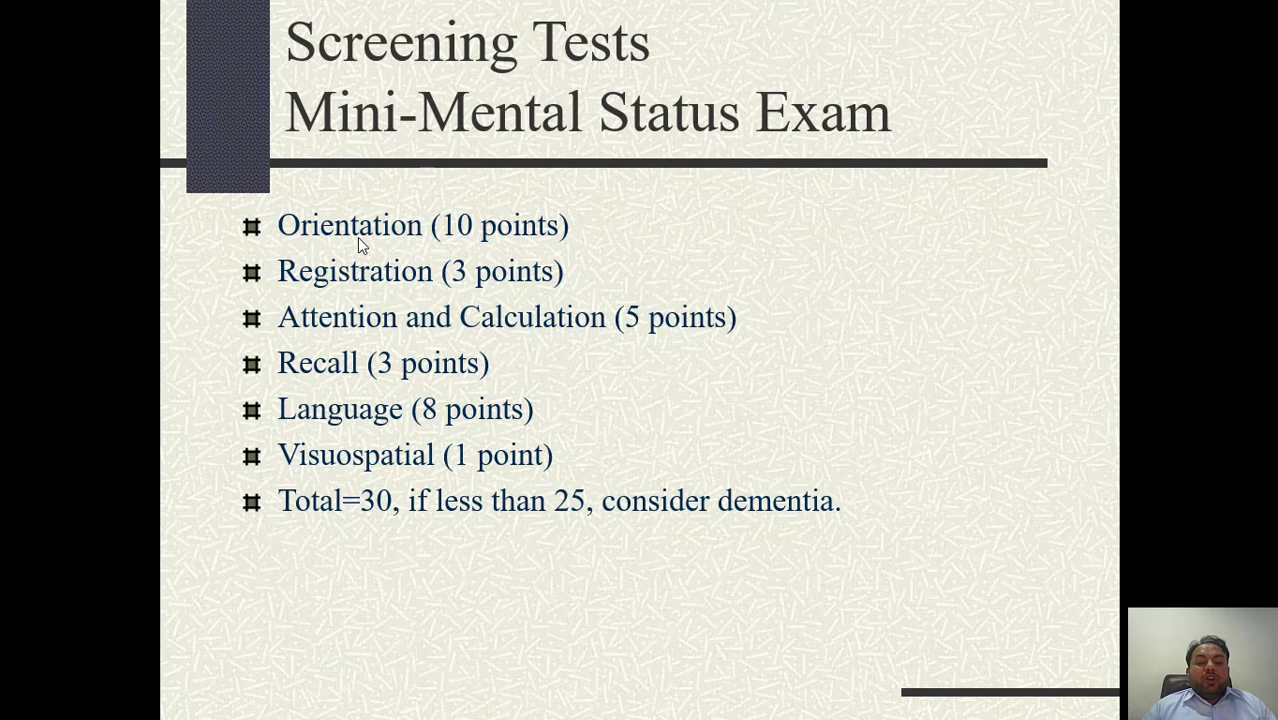 Screening Tests
Mini-Mental Status Exam
Orientation (10 points)
Registration (3 points)
Attention and Calculation (5 points)
Recall (3 points)
Language (8 points)
Visuospatial (1 point)
Total=30, if less than 25, consider dementia.